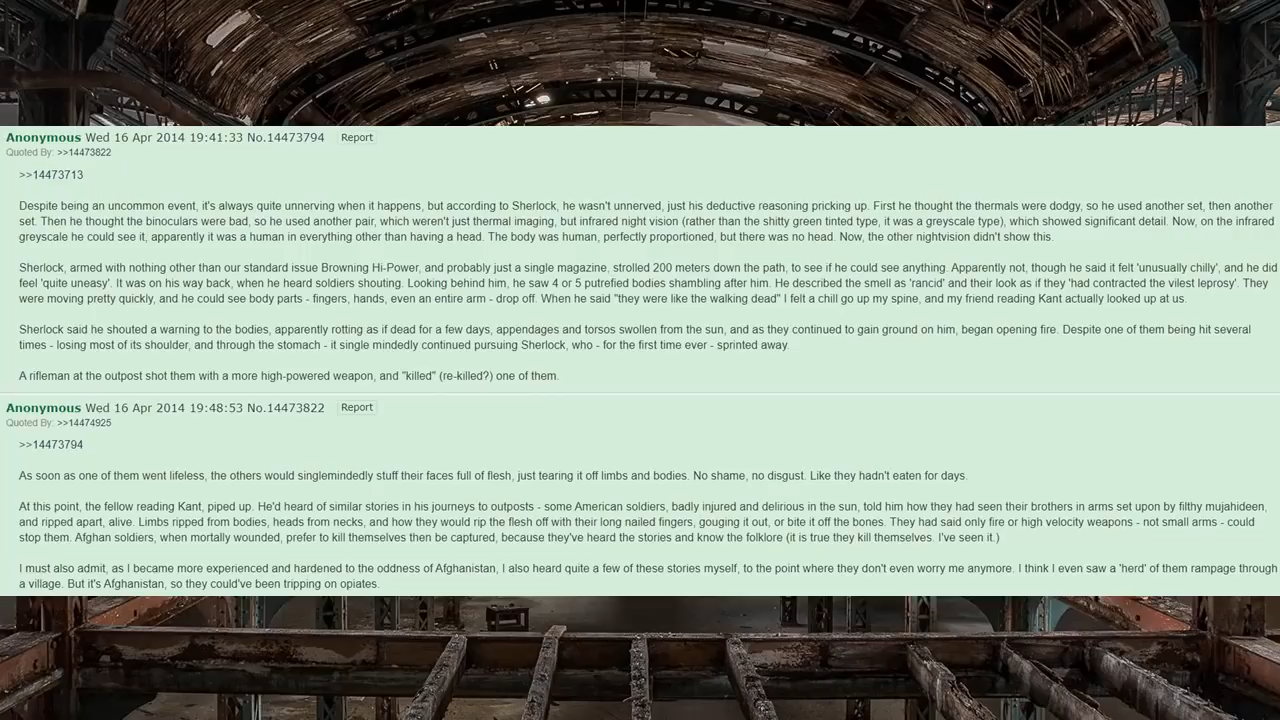 Anonymous Wed 16 Apr 2014 19:41:33 No.14473794 Report
Quoted By: >>14473822
>>14473713
Despite being an uncommon event, it's always quite unnerving when it happens, but according to Sherlock, he wasn't unnerved, just his deductive reasoning pricking up. First he thought the thermals were dodgy, so he used another set, then another
set. Then he thought the binoculars were bad, so he used another pair, which weren't just thermal imaging, but infrared night vision (rather than the shitty green tinted type, it was a greyscale type), which showed significant detail. Now, on the infrared
greyscale he could see it, apparently it was a human in everything other than having a head. The body was human, perfectly proportioned, but there was no head. Now, the other nightvision didn't show this.
Sherlock, armed with nothing other than our standard issue Browning Hi-Power, and probably just a single magazine, strolled 200 meters down the path, to see if he could see anything. Apparently not, though he said it felt 'unusually chilly', and he did
feel 'quite uneasy'. It was on his way back, when he heard soldiers shouting. Looking behind him, he saw 4 or 5 putrefied bodies shambling after him. He described the smell as 'rancid' and their look as if they 'had contracted the vilest leprosy'. They
were moving pretty quickly, and he could see body parts - fingers, hands, even an entire arm - drop off. When he said "they were like the walking dead" I felt a chill go up my spine, and my friend reading Kant actually looked up at us.
Sherlock said he shouted a warning to the bodies, apparently rotting as if dead for a few days, appendages and torsos swollen from the sun, and as they continued to gain ground on him, began opening fire. Despite one of them being hit several
times - losing most of its shoulder, and through the stomach - it single mindedly continued pursuing Sherlock, who - for the first time ever - sprinted away.
A rifleman at the outpost shot them with a more high-powered weapon, and "killed" (re-killed?) one of them.
Anonymous Wed 16 Apr 2014 19:48:53 No.14473822 Report
Quoted By: >>14474925
>>14473794
As soon as one of them went lifeless, the others would singlemindedly stuff their faces full of flesh, just tearing it off limbs and bodies. No shame, no disgust. Like they hadn't eaten for days.
At this point, the fellow reading Kant, piped up. He'd heard of similar stories in his journeys to outposts - some American soldiers, badly injured and delirious in the sun, told him how they had seen their brothers in arms set upon by filthy mujahideen,
and ripped apart, alive. Limbs ripped from bodies, heads from necks, and how they would rip the flesh off with their long nailed fingers, gouging it out, or bite it off the bones. They had said only fire or high velocity weapons - not small arms - could
stop them. Afghan soldiers, when mortally wounded, prefer to kill themselves then be captured, because they've heard the stories and know the folklore (it is true they kill themselves. I've seen it.)
I must also admit, as I became more experienced and hardened to the oddness of Afghanistan, I also heard quite a few of these stories myself, to the point where they don't even worry me anymore. I think I even saw a 'herd' of them rampage through
a village. But it's Afghanistan, so they could've been tripping on opiates.